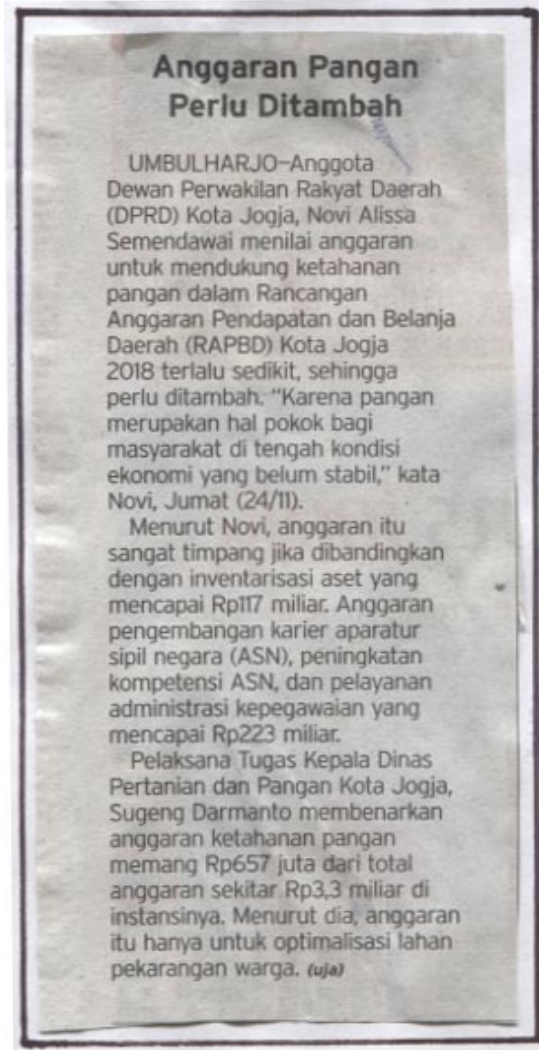 Anggaran Pangan
Perlu Ditambah
UMBULHARJO–Anggota
Dewan Perwakilan Rakyat Daerah
(DPRD) Kota Jogja, Novi Alissa
Semendawai menilai anggaran
untuk mendukung ketahanan
pangan dalam Rancangan
Anggaran Pendapatan dan Belanja
Daerah (RAPBD) Kota Jogja
2018 terlalu sedikit, sehingga
perlu ditambah. “Karena pangan
merupakan hal pokok bagi
masyarakat di tengah kondisi
ekonomi yang belum stabil,” kata
Novi, Jumat (24/11).
Menurut Novi, anggaran itu
sangat timpang jika dibandingkan
dengan inventarisasi aset yang
mencapai Rp117 miliar. Anggaran
pengembangan karier aparatur
sipil negara (ASN), peningkatan
kompetensi ASN, dan pelayanan
administrasi kepegawaian yang
mencapai Rp223 miliar.
Pelaksana Tugas Kepala Dinas
Pertanian dan Pangan Kota Jogja,
Sugeng Darmanto membenarkan
anggaran ketahanan pangan
memang Rp657 juta dari total
anggaran sekitar Rp3,3 miliar di
instansinya. Menurut dia, anggaran
itu hanya untuk optimalisasi lahan
pekarangan warga. (uja)